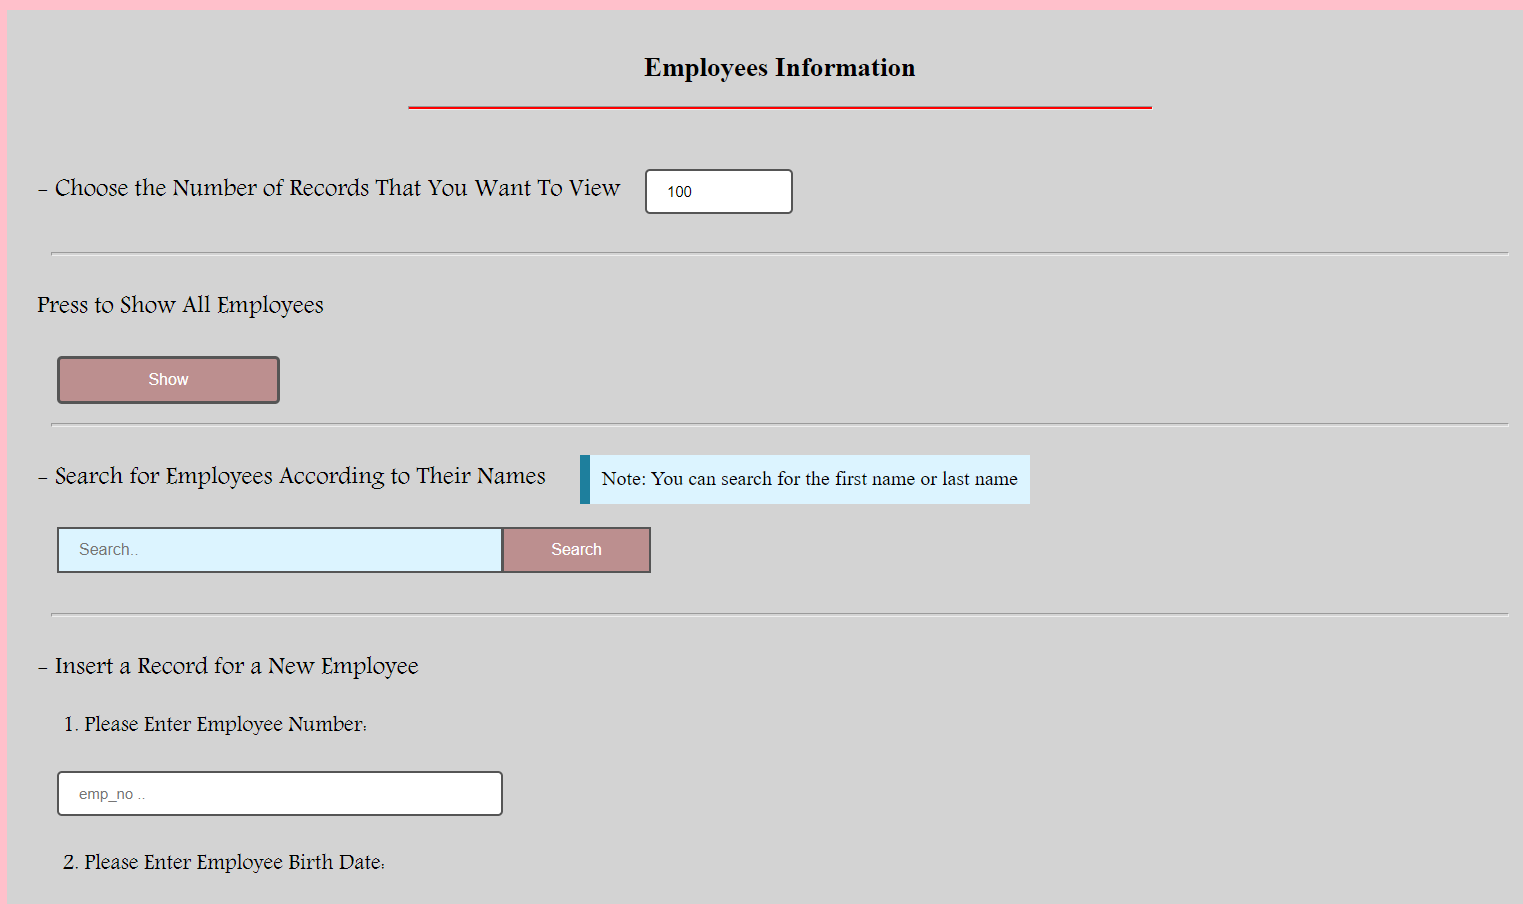 Employees Information
- Choose the Number of Records That You Want To View 100
Press to Show All Employees
Show
- Search for Employees According to Their Names Note: You can search for the first name or last name
Search.. Search
- Insert a Record for a New Employee
1. Please Enter Employee Number:
emp_no ..
2. Please Enter Employee Birth Date: